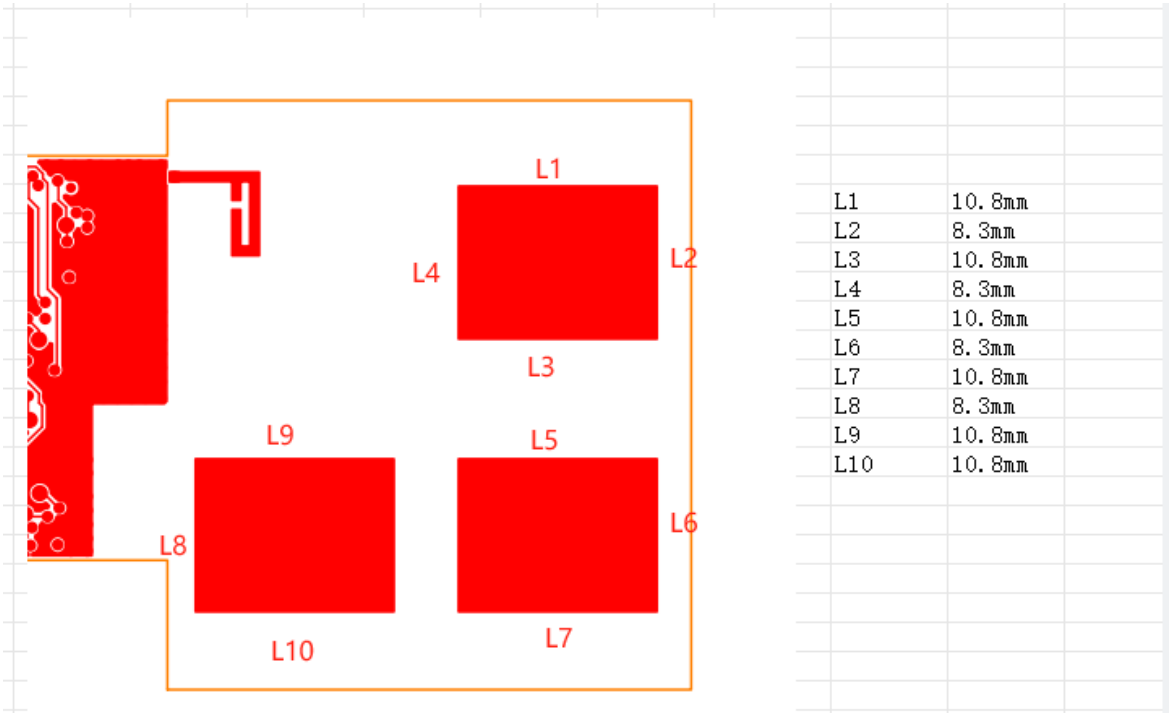 L1
L2
L4
L3
L9
L5
L6
L8
L7
L10
L1 10.8mm
L2 8.3mm
L3 10.8mm
L4 8.3mm
L5 10.8mm
L6 8.3mm
L7 10.8mm
L8 8.3mm
L9 10.8mm
L10 10.8mm